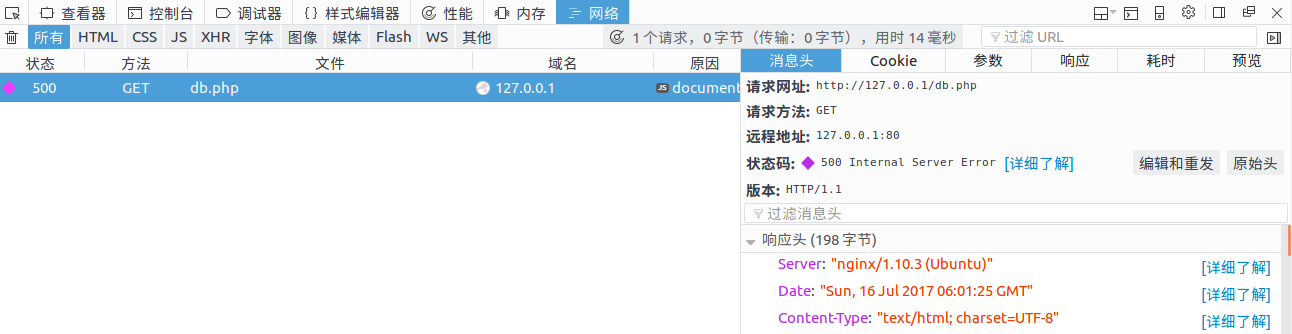 查看器 控制台 调试器 {} 样式编辑器 性能 内存 网络
所有 HTML CSS JS XHR 字体 图像 媒体 Flash WS 其他 1 个请求，0 字节（传输：0 字节），用时 14 毫秒 过滤 URL
状态 方法 文件 域名 原因
500 GET db.php 127.0.0.1 JS document
消息头 Cookie 参数 响应 耗时 预览
请求网址: http://127.0.0.1/db.php
请求方法: GET
远程地址: 127.0.0.1:80
状态码: 500 Internal Server Error [详细了解] 编辑和重发 原始头
版本: HTTP/1.1
过滤消息头
响应头 (198 字节)
Server: "nginx/1.10.3 (Ubuntu)" [详细了解]
Date: "Sun, 16 Jul 2017 06:01:25 GMT" [详细了解]
Content-Type: "text/html; charset=UTF-8" [详细了解]